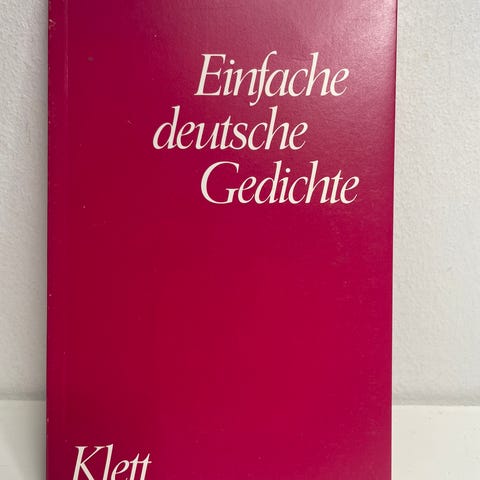 Einfache
deutsche
Gedichte
Klett